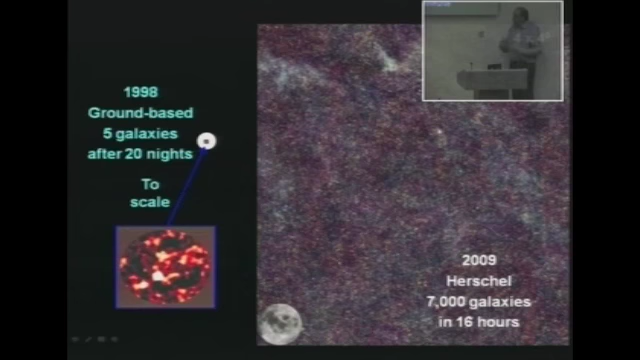 1998
Ground-based
5 galaxies
after 20 nights
To
scale
2009
Herschel
7,000 galaxies
in 16 hours